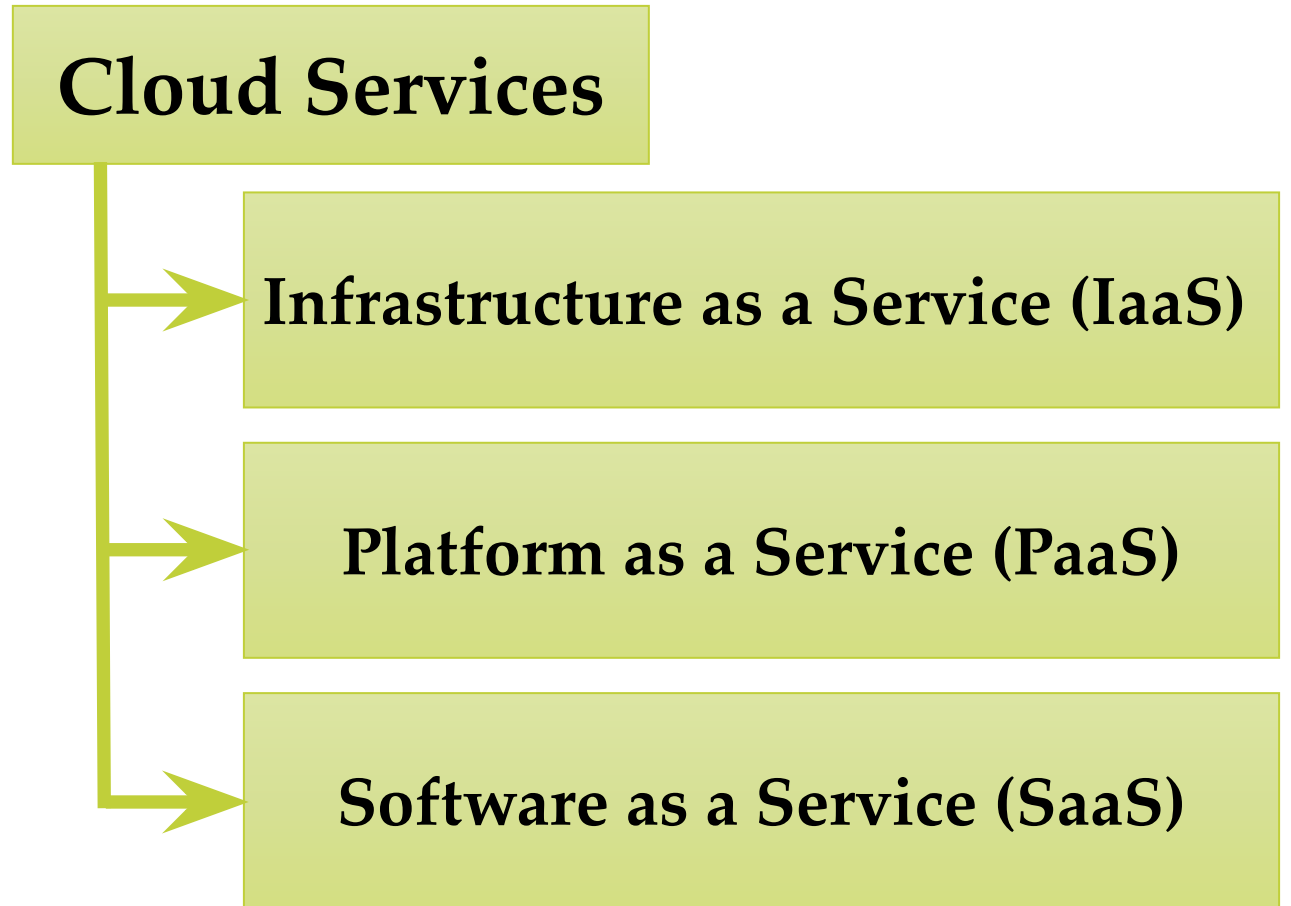 Cloud Services
Infrastructure as a Service (IaaS)
Platform as a Service (PaaS)
Software as a Service (SaaS)